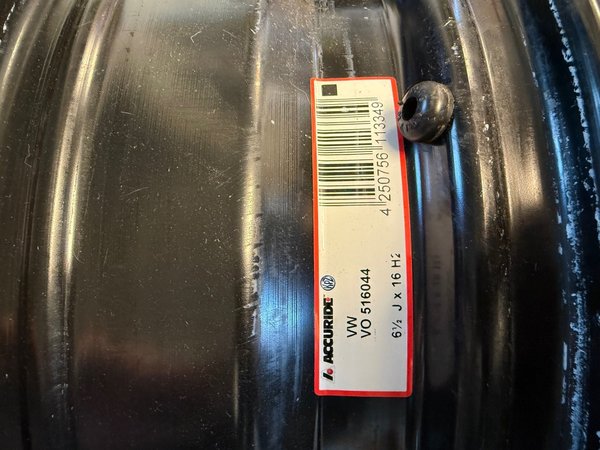 4 250756 113349
ACCURIDE
VW
VO 516044
6½ J x 16 H2